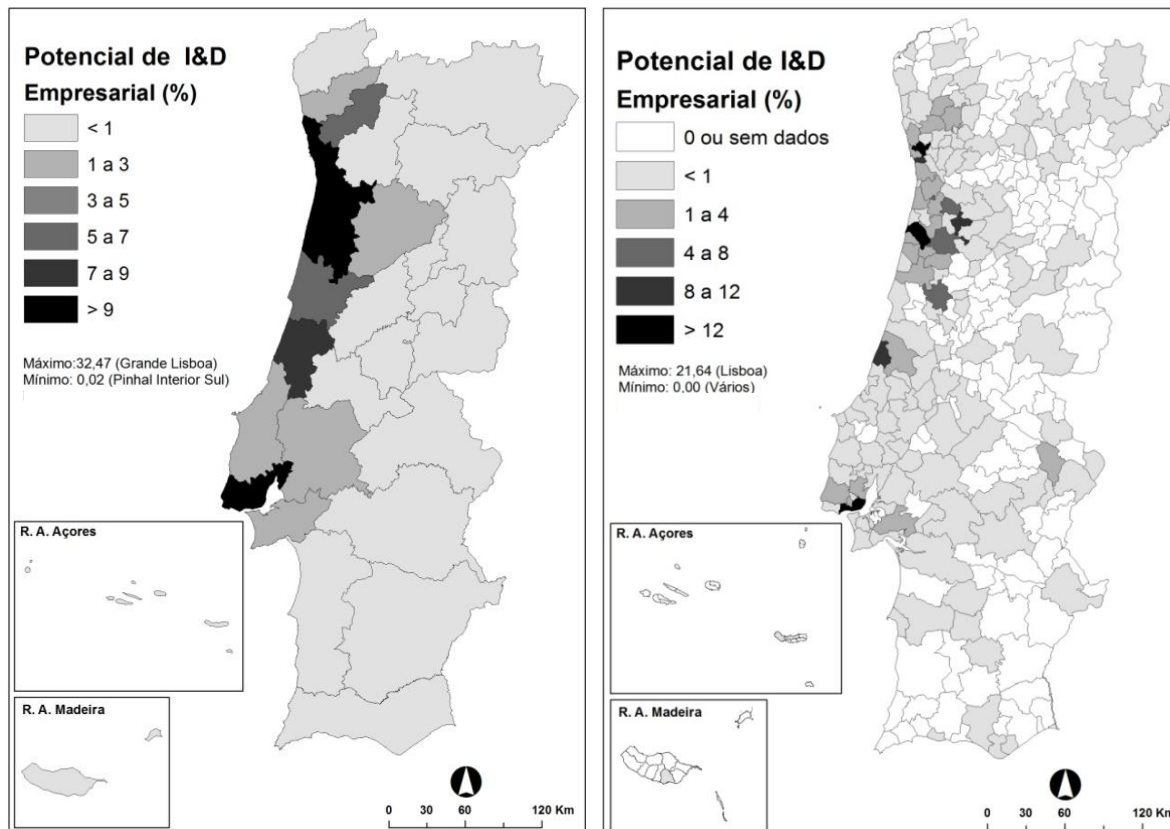 Potencial de I&D
Empresarial (%)
< 1
1 a 3
3 a 5
5 a 7
7 a 9
> 9
Máximo:32,47 (Grande Lisboa)
Mínimo: 0,02 (Pinhal Interior Sul)
R. A. Açores
R. A. Madeira
0 30 60 120 Km
Potencial de I&D
Empresarial (%)
0 ou sem dados
< 1
1 a 4
4 a 8
8 a 12
> 12
Máximo: 21,64 (Lisboa)
Mínimo: 0,00 (Vários)
R. A. Açores
R. A. Madeira
0 30 60 120 Km